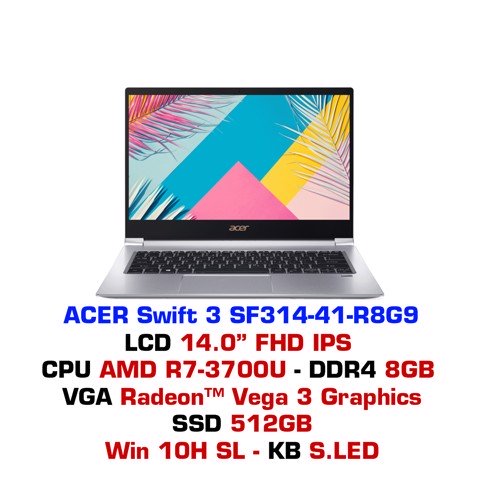 acer
ACER Swift 3 SF314-41-R8G9
LCD 14.0” FHD IPS
CPU AMD R7-3700U - DDR4 8GB
VGA Radeon™ Vega 3 Graphics
SSD 512GB
Win 10H SL - KB S.LED